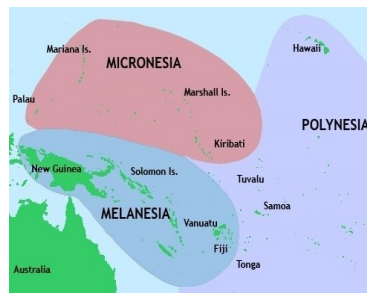 Mariana Is.
MICRONESIA
Hawaii
Palau
Marshall Is.
POLYNESIA
Kiribati
New Guinea
Solomon Is.
Tuvalu
MELANESIA
Samoa
Vanuatu
Fiji
Tonga
Australia